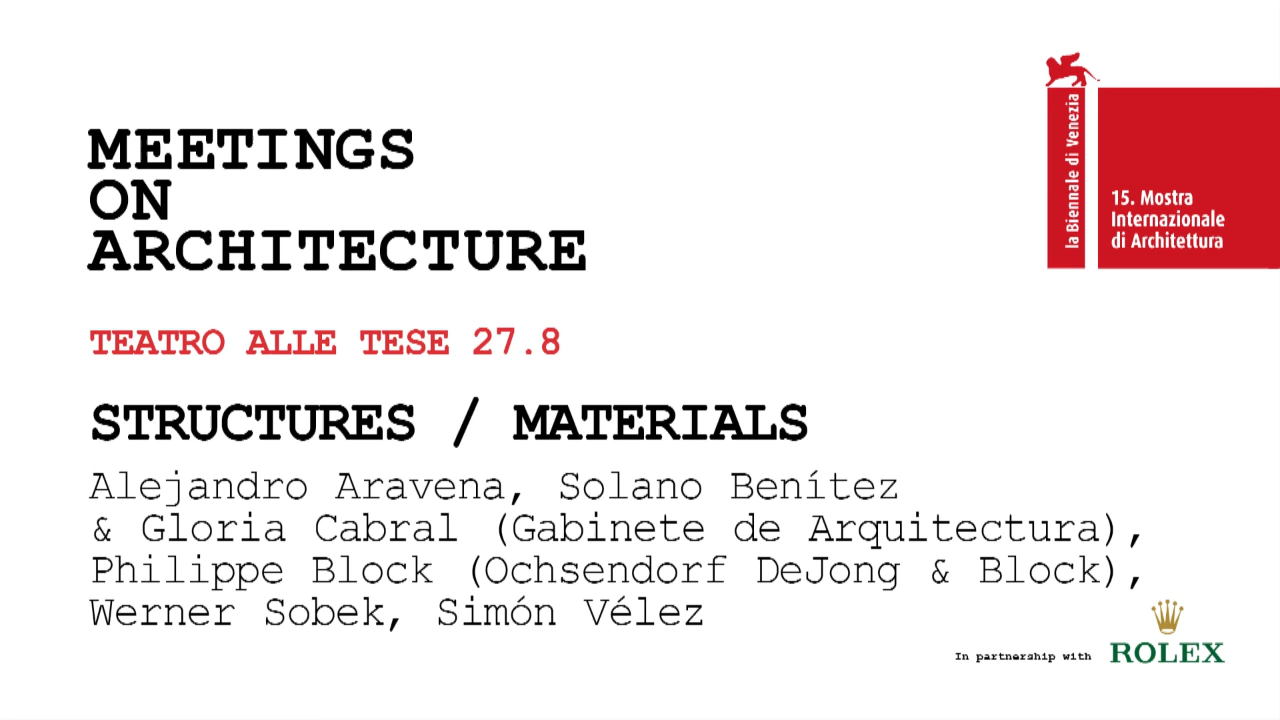 MEETINGS
ON
ARCHITECTURE
TEATRO ALLE TESE 27.8
STRUCTURES / MATERIALS
Alejandro Aravena, Solano Benítez
& Gloria Cabral (Gabinete de Arquitectura),
Philippe Block (Ochsendorf DeJong & Block),
Werner Sobek, Simón Vélez
la Biennale di Venezia
15. Mostra
Internazionale
di Architettura
In partnership with
ROLEX